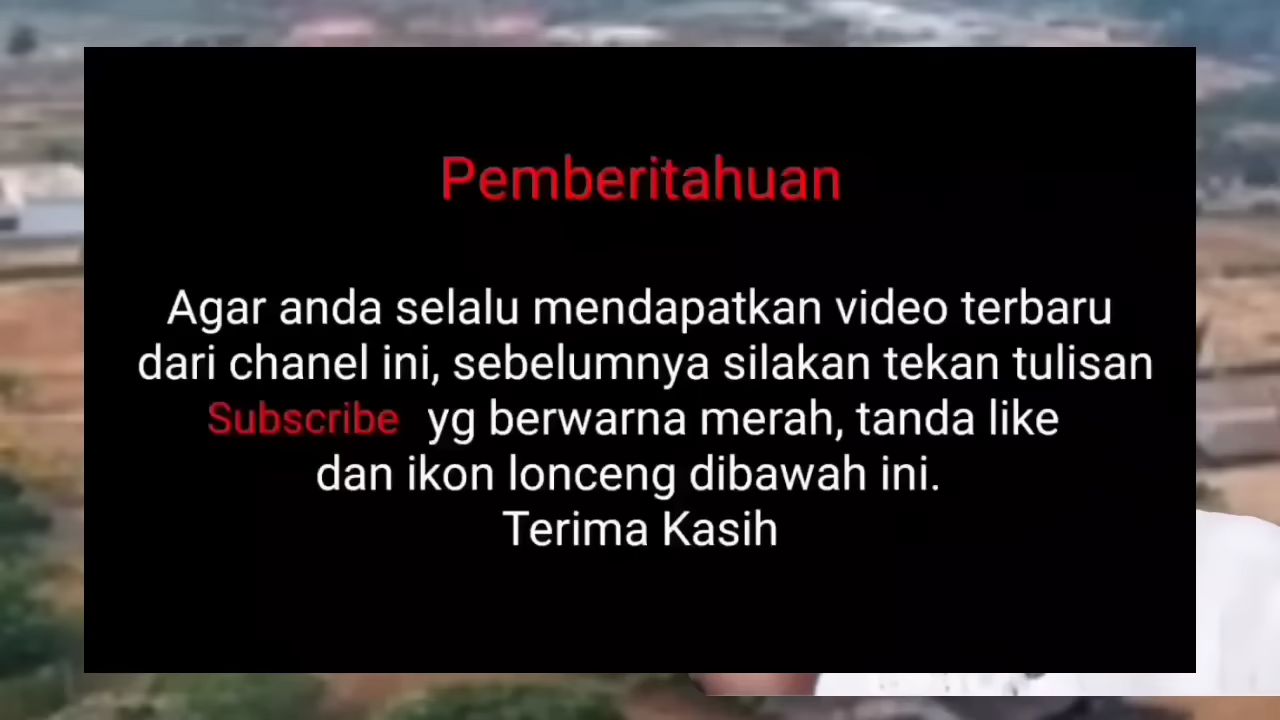 Pemberitahuan
Agar anda selalu mendapatkan video terbaru
dari chanel ini, sebelumnya silakan tekan tulisan
Subscribe yg berwarna merah, tanda like
dan ikon lonceng dibawah ini.
Terima Kasih